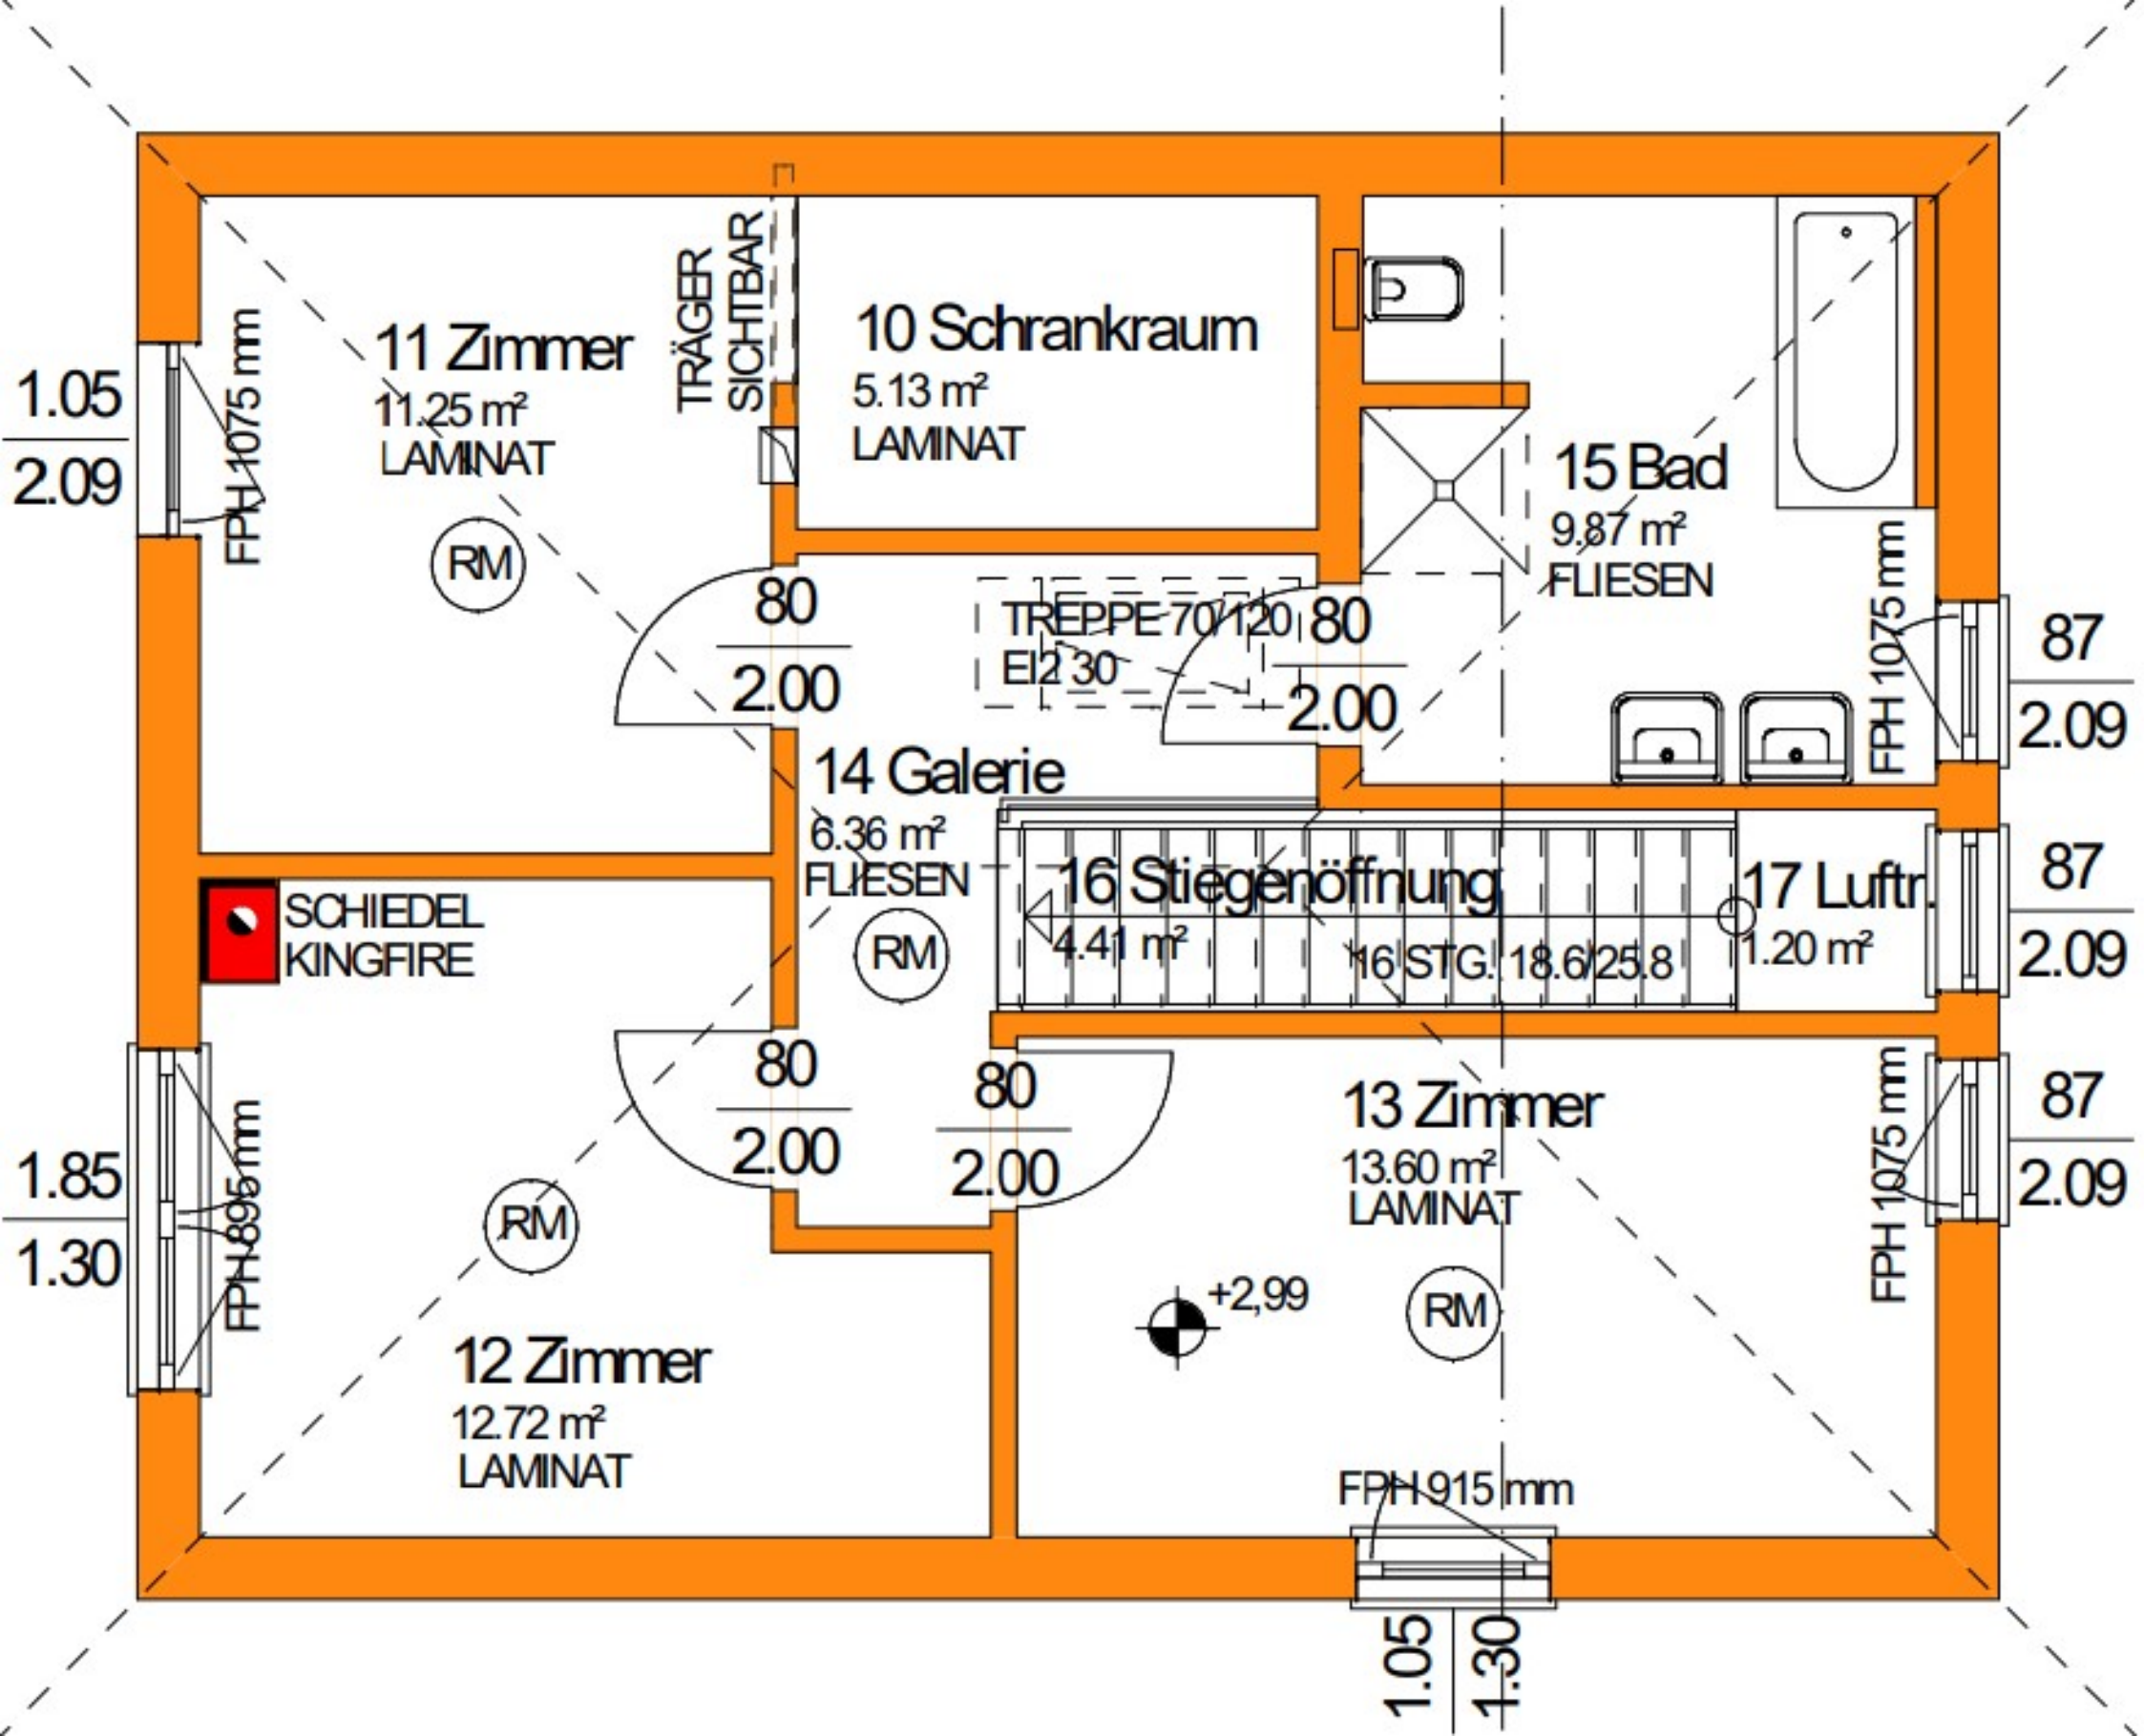 TRÄGER
SICHTBAR
11 Zimmer
11.25 m²
LAMINAT
RM
1.05
2.09
FPH 1075 mm
10 Schrankraum
5.13 m²
LAMINAT
15 Bad
9.87 m²
FLIESEN
80
2.00
TREPPE 70/120
EI2 30
80
2.00
FPH 1075 mm
87
2.09
14 Galerie
6.36 m²
FLIESEN
RM
16 Stiegenöffnung
4.41 m²
16 STG. 18.6/25.8
17 Luftr.
1.20 m²
87
2.09
SCHIEDEL
KINGFIRE
80
2.00
80
2.00
1.85
1.30
FPH 895 mm
RM
12 Zimmer
12.72 m²
LAMINAT
13 Zimmer
13.60 m²
LAMINAT
+2,99
RM
FPH 1075 mm
87
2.09
FPH 915 mm
1.05
1.30